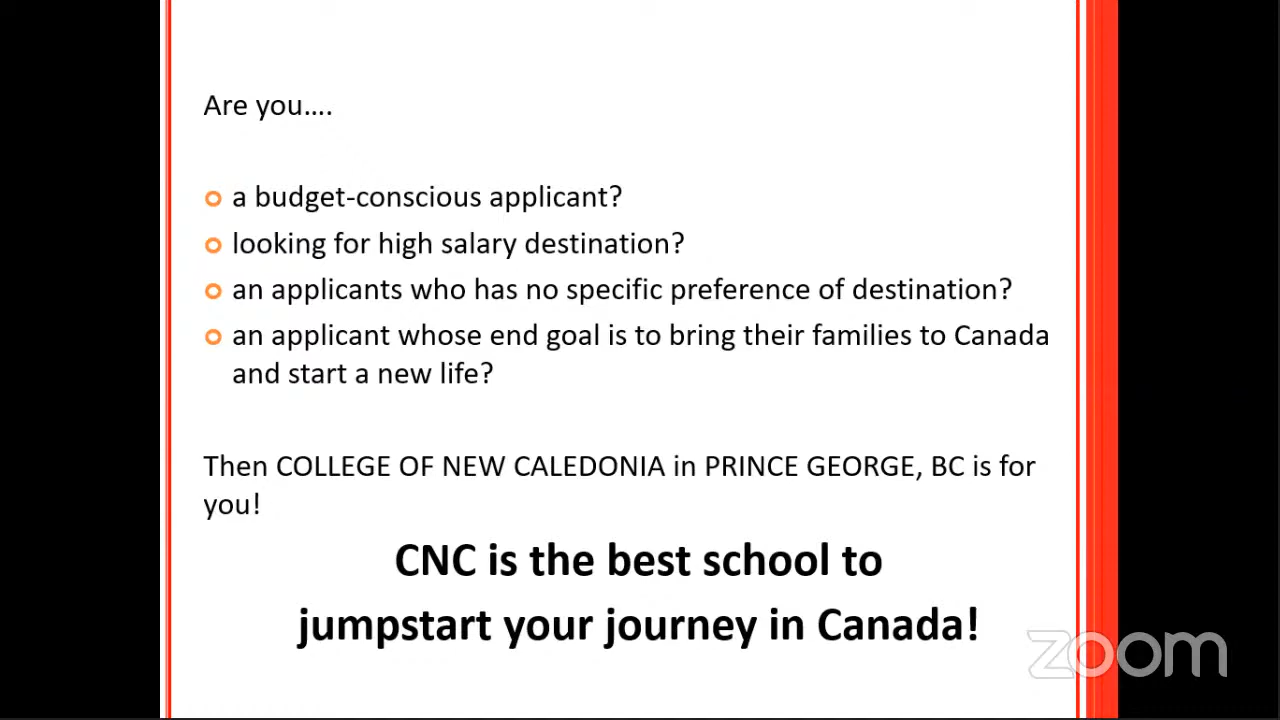 Are you....
a budget-conscious applicant?
looking for high salary destination?
an applicants who has no specific preference of destination?
an applicant whose end goal is to bring their families to Canada
and start a new life?
Then COLLEGE OF NEW CALEDONIA in PRINCE GEORGE, BC is for
you!
CNC is the best school to
jumpstart your journey in Canada!
zoom